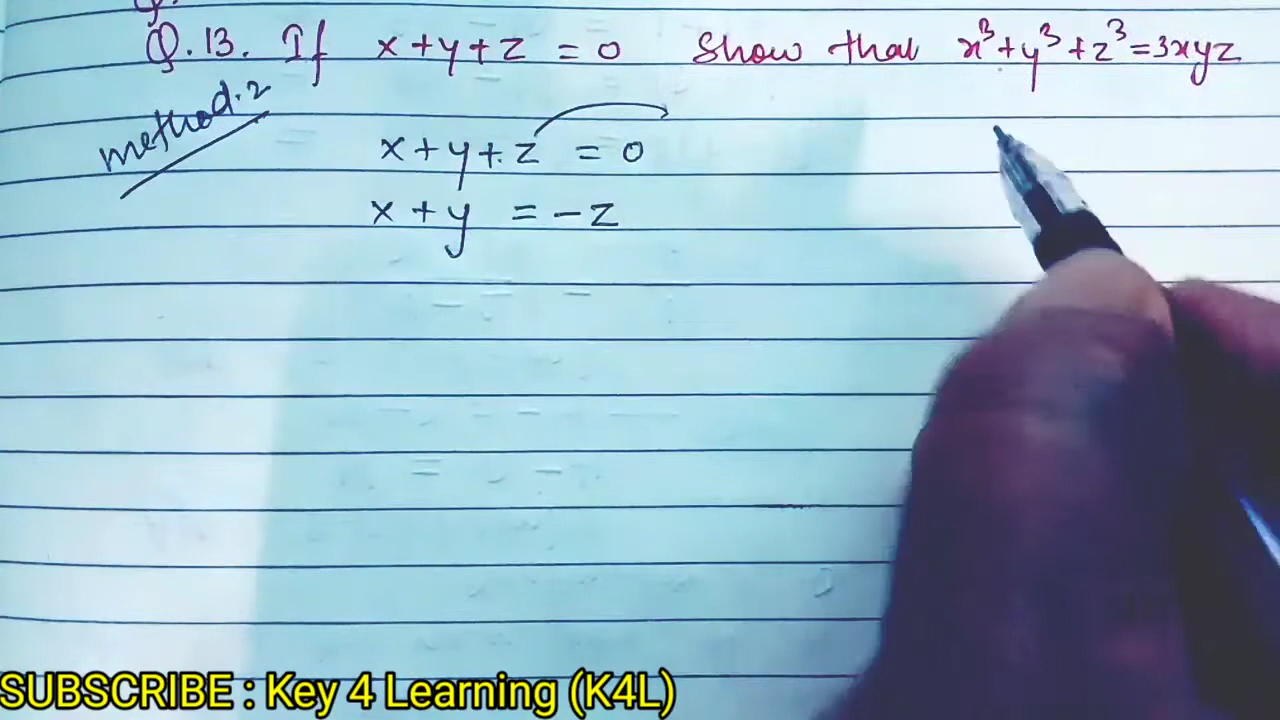 Q.13. If x+y+z = 0 Show that x³+y³+z³=3xyz
method.2
x+y+z = 0
x+y = -z
SUBSCRIBE : Key 4 Learning (K4L)